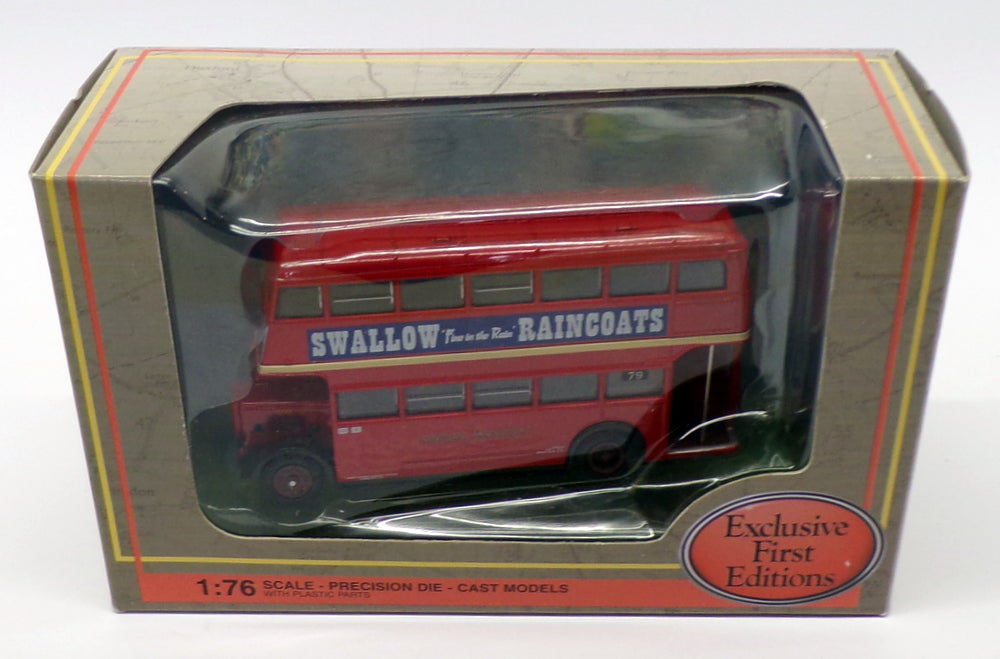 SWALLOW 'Fine in the Rain' RAINCOATS
79
Exclusive
First
Editions
1:76 SCALE - PRECISION DIE - CAST MODELS
WITH PLASTIC PARTS